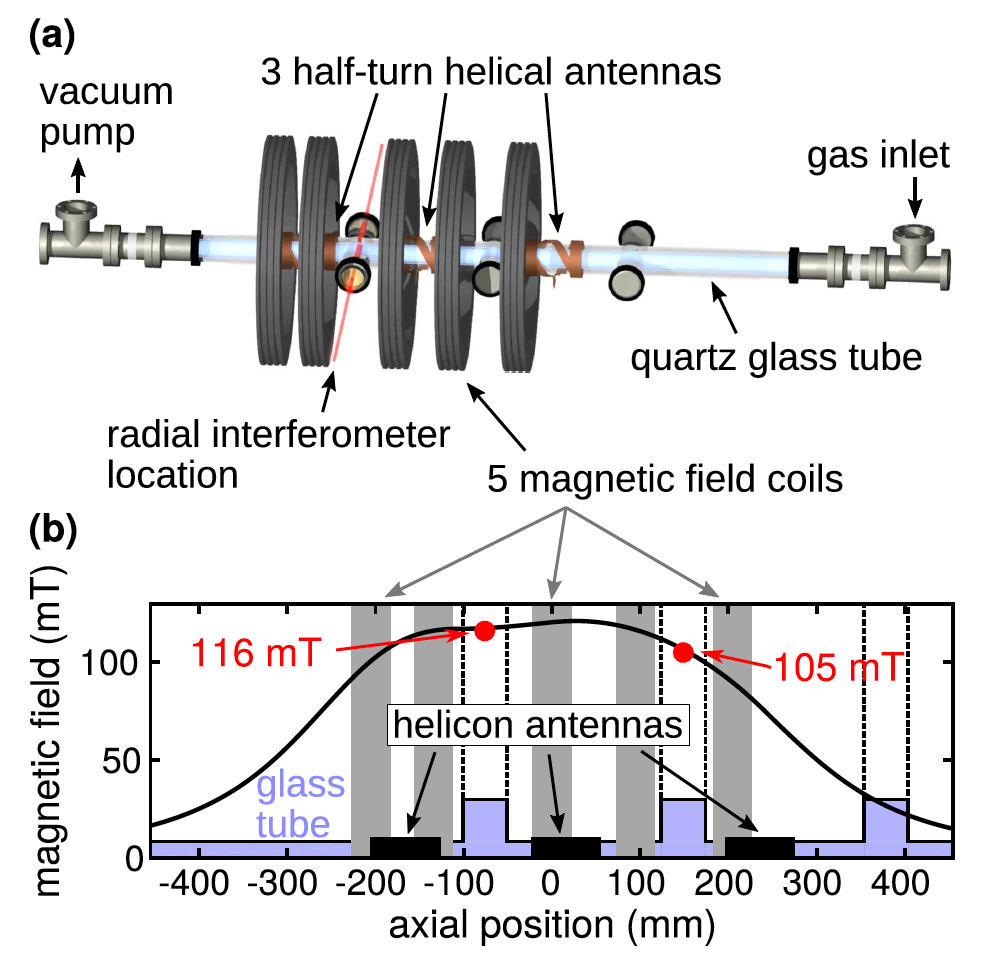 (a)
3 half-turn helical antennas
vacuum
pump
gas inlet
quartz glass tube
radial interferometer
location
5 magnetic field coils
(b)
magnetic field (mT)
116 mT
105 mT
100
helicon antennas
50
glass
tube
0
-400 -300 -200 -100 0 100 200 300 400
axial position (mm)